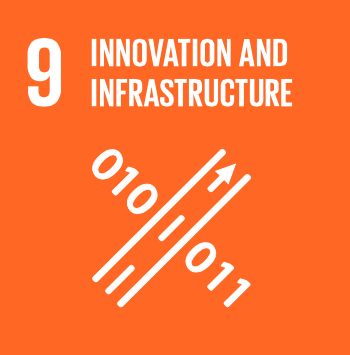 9 INNOVATION AND
INFRASTRUCTURE
010
011